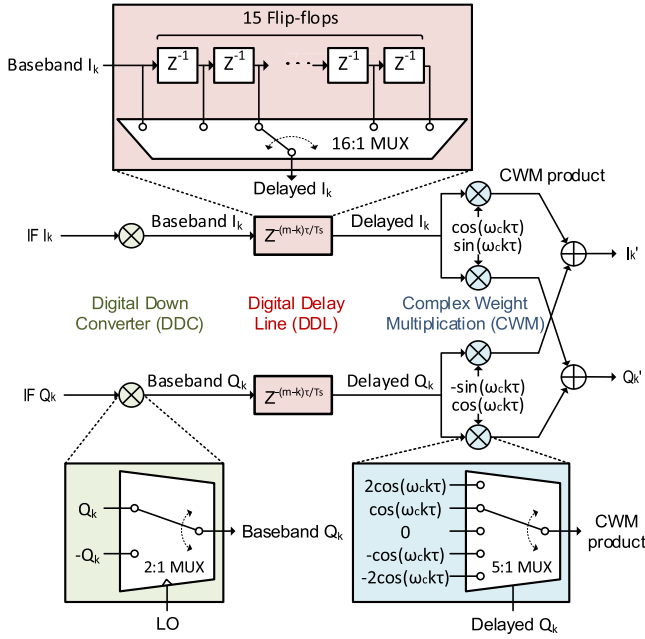 15 Flip-flops
Baseband Iₖ
Z⁻¹ Z⁻¹ ··· Z⁻¹ Z⁻¹
16:1 MUX
Delayed Iₖ
CWM product
IF Iₖ
Baseband Iₖ
Z^-(m-k)τ/Ts
Delayed Iₖ
cos(ωckτ)
sin(ωckτ)
Iₖ'
Digital Down
Converter (DDC)
Digital Delay
Line (DDL)
Complex Weight
Multiplication (CWM)
IF Qₖ
Baseband Qₖ
Z^-(m-k)τ/Ts
Delayed Qₖ
-sin(ωckτ)
cos(ωckτ)
Qₖ'
Qₖ
-Qₖ
2:1 MUX
LO
Baseband Qₖ
2cos(ωckτ)
cos(ωckτ)
0
-cos(ωckτ)
-2cos(ωckτ)
5:1 MUX
Delayed Qₖ
CWM
product